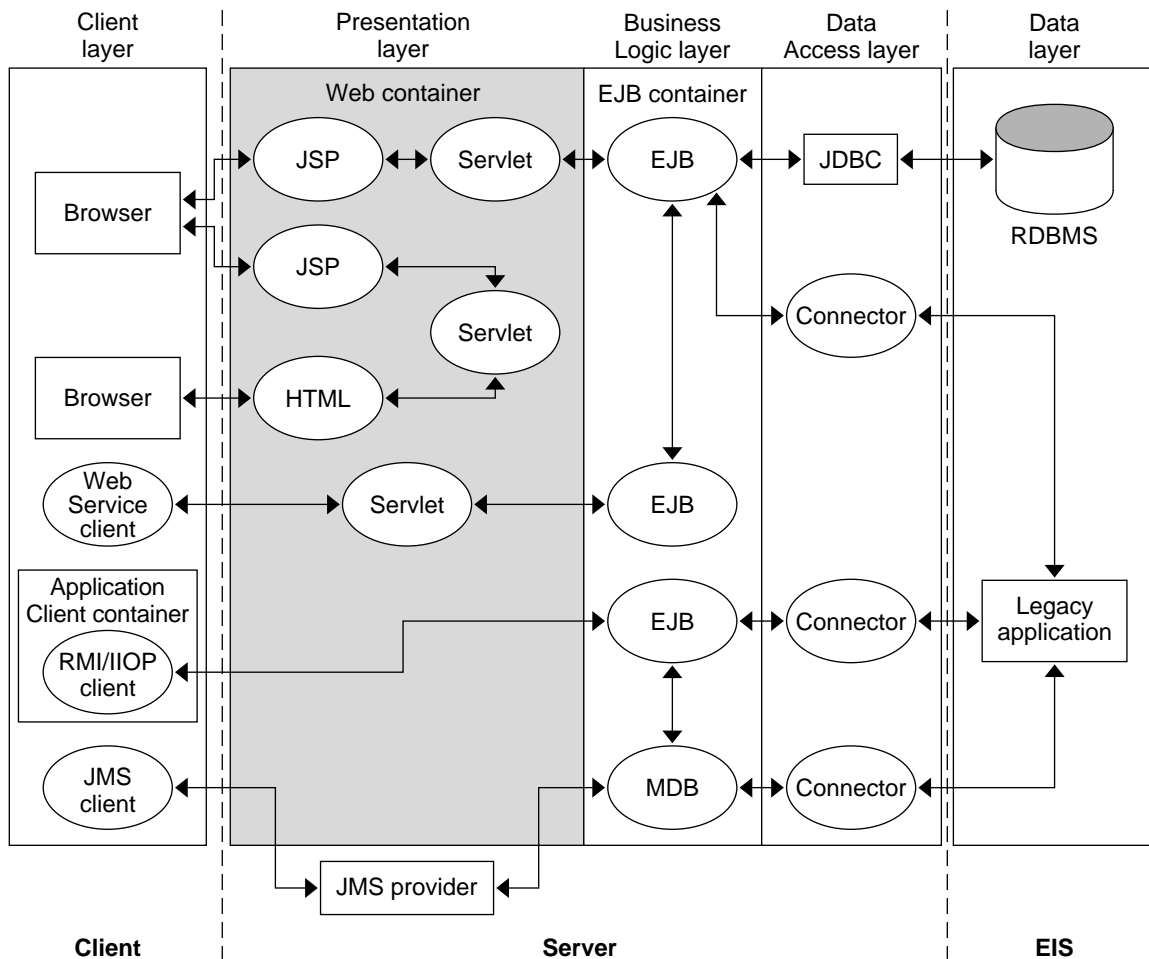 Client
layer
Presentation
layer
Business
Logic layer
Data
Access layer
Data
layer
Web container
EJB container
JSP
Servlet
EJB
JDBC
Browser
RDBMS
JSP
Servlet
Connector
Browser
HTML
Web
Service
client
Servlet
EJB
Application
Client container
RMI/IIOP
client
EJB
Connector
Legacy
application
JMS
client
MDB
Connector
JMS provider
Client
Server
EIS